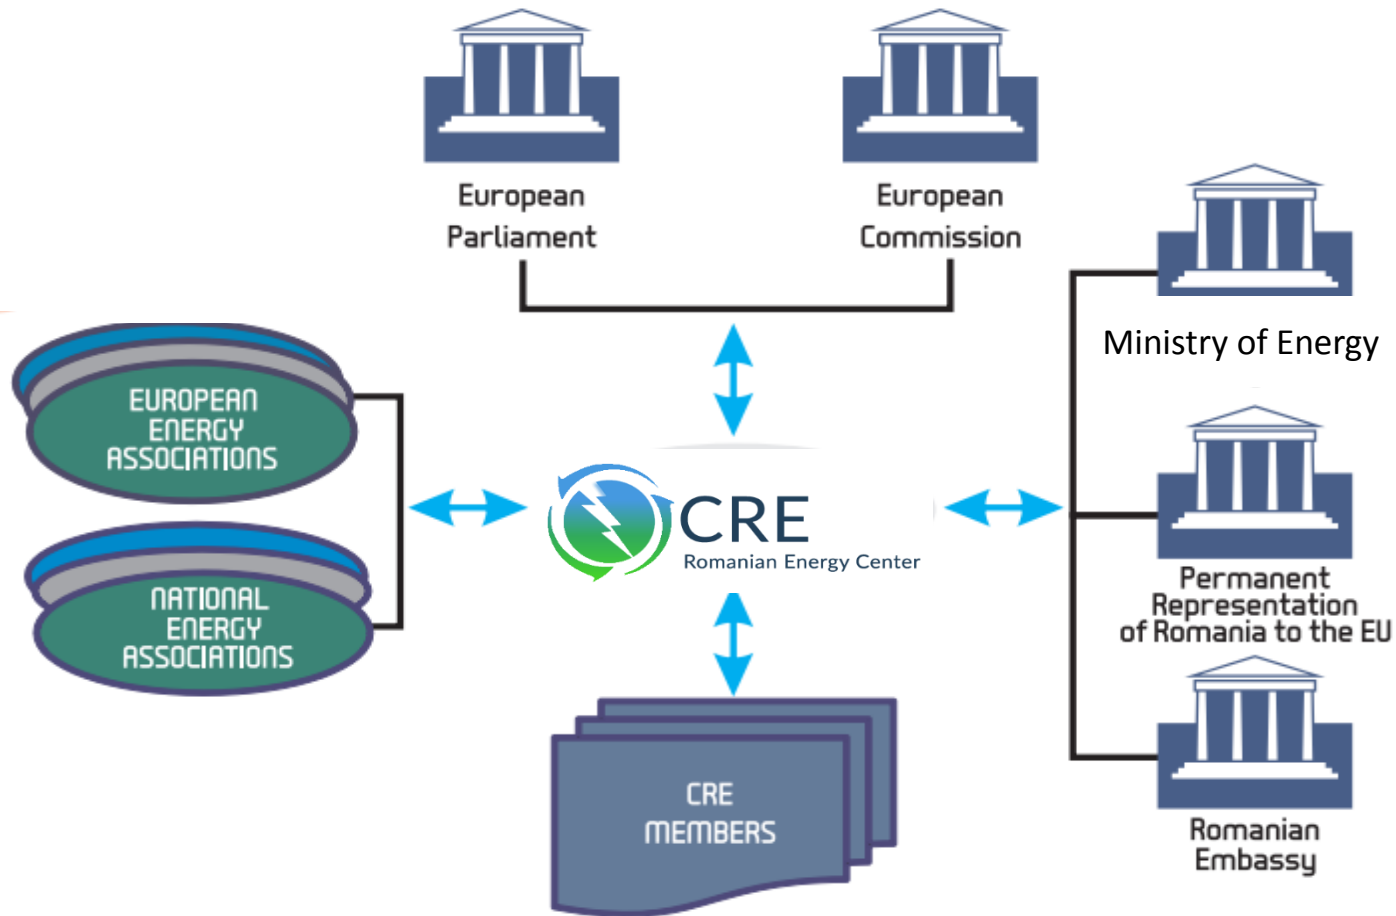 European
Parliament
European
Commission
Ministry of Energy
EUROPEAN
ENERGY
ASSOCIATIONS
CRE
Romanian Energy Center
Permanent
Representation
of Romania to the EU
NATIONAL
ENERGY
ASSOCIATIONS
CRE
MEMBERS
Romanian
Embassy